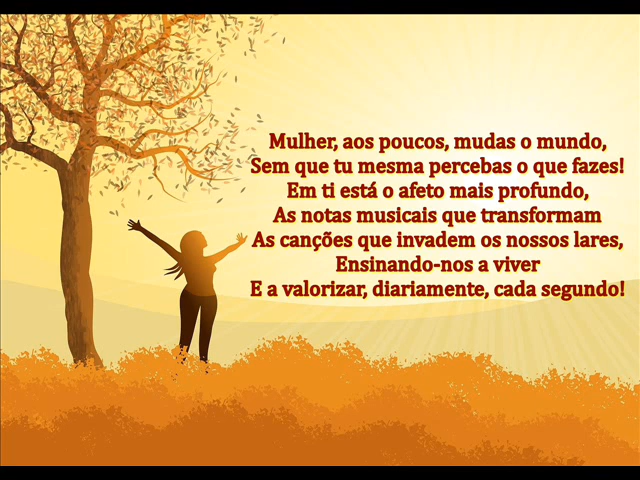 Mulher, aos poucos, mudas o mundo,
Sem que tu mesma percebas o que fazes!
Em ti está o afeto mais profundo,
As notas musicais que transformam
As canções que invadem os nossos lares,
Ensinando-nos a viver
E a valorizar, diariamente, cada segundo!